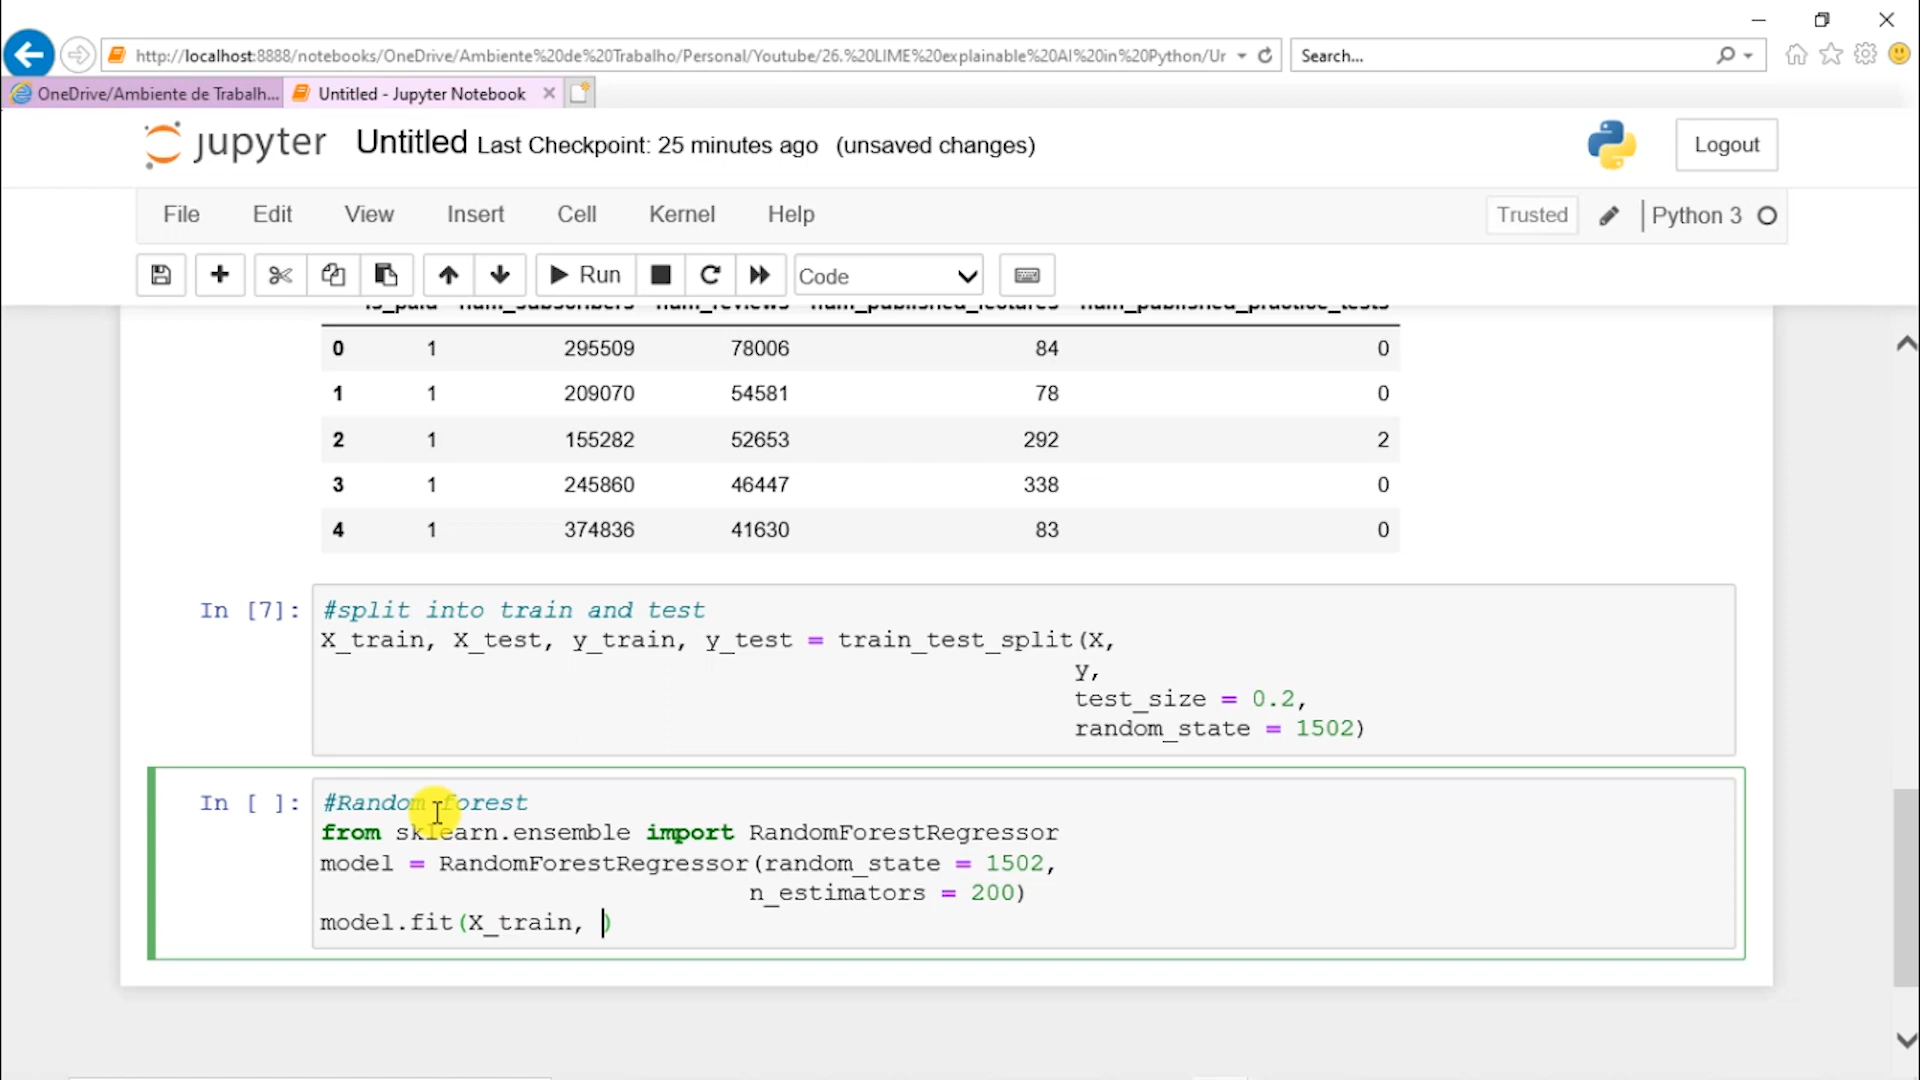 http://localhost:8888/notebooks/OneDrive/Ambiente%20de%20Trabalho/Personal/Youtube/26.%20LIME%20explainable%20AI%20in%20Python/Ur
Search...
OneDrive/Ambiente de Trabalh...
Untitled - Jupyter Notebook
jupyter Untitled Last Checkpoint: 25 minutes ago (unsaved changes)
Logout
File Edit View Insert Cell Kernel Help
Trusted
Python 3
Run
Code
is_paid num_subscribers num_reviews num_published_lectures num_published_practice_tests
0 1 295509 78006 84 0
1 1 209070 54581 78 0
2 1 155282 52653 292 2
3 1 245860 46447 338 0
4 1 374836 41630 83 0
In [7]: #split into train and test
X_train, X_test, y_train, y_test = train_test_split(X,
y,
test_size = 0.2,
random_state = 1502)
In [ ]: #Random forest
from sklearn.ensemble import RandomForestRegressor
model = RandomForestRegressor(random_state = 1502,
n_estimators = 200)
model.fit(X_train, )